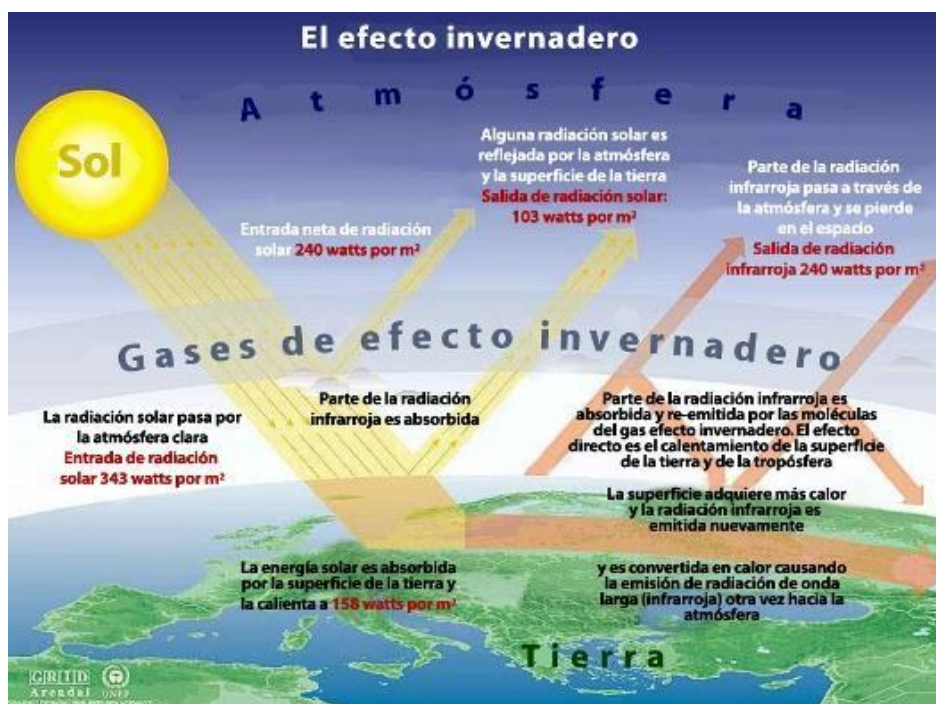 El efecto invernadero
Atmósfera
Sol
Alguna radiación solar es
reflejada por la atmósfera
y la superficie de la tierra
Salida de radiación solar:
103 watts por m²
Parte de la radiación
infrarroja pasa a través de
la atmósfera y se pierde
en el espacio
Salida de radiación
infrarroja 240 watts por m²
Entrada neta de radiación
solar 240 watts por m²
Gases de efecto invernadero
La radiación solar pasa por
la atmósfera clara
Entrada de radiación
solar 343 watts por m²
Parte de la radiación
infrarroja es absorbida
Parte de la radiación infrarroja es
absorbida y re-emitida por las moléculas
del gas efecto invernadero. El efecto
directo es el calentamiento de la superficie
de la tierra y de la tropósfera
La superficie adquiere más calor
y la radiación infrarroja es
emitida nuevamente
La energía solar es absorbida
por la superficie de la tierra y
la calienta a 158 watts por m²
y es convertida en calor causando
la emisión de radiación de onda
larga (infrarroja) otra vez hacia la
atmósfera
Tierra
GRID
Arendal UNEP